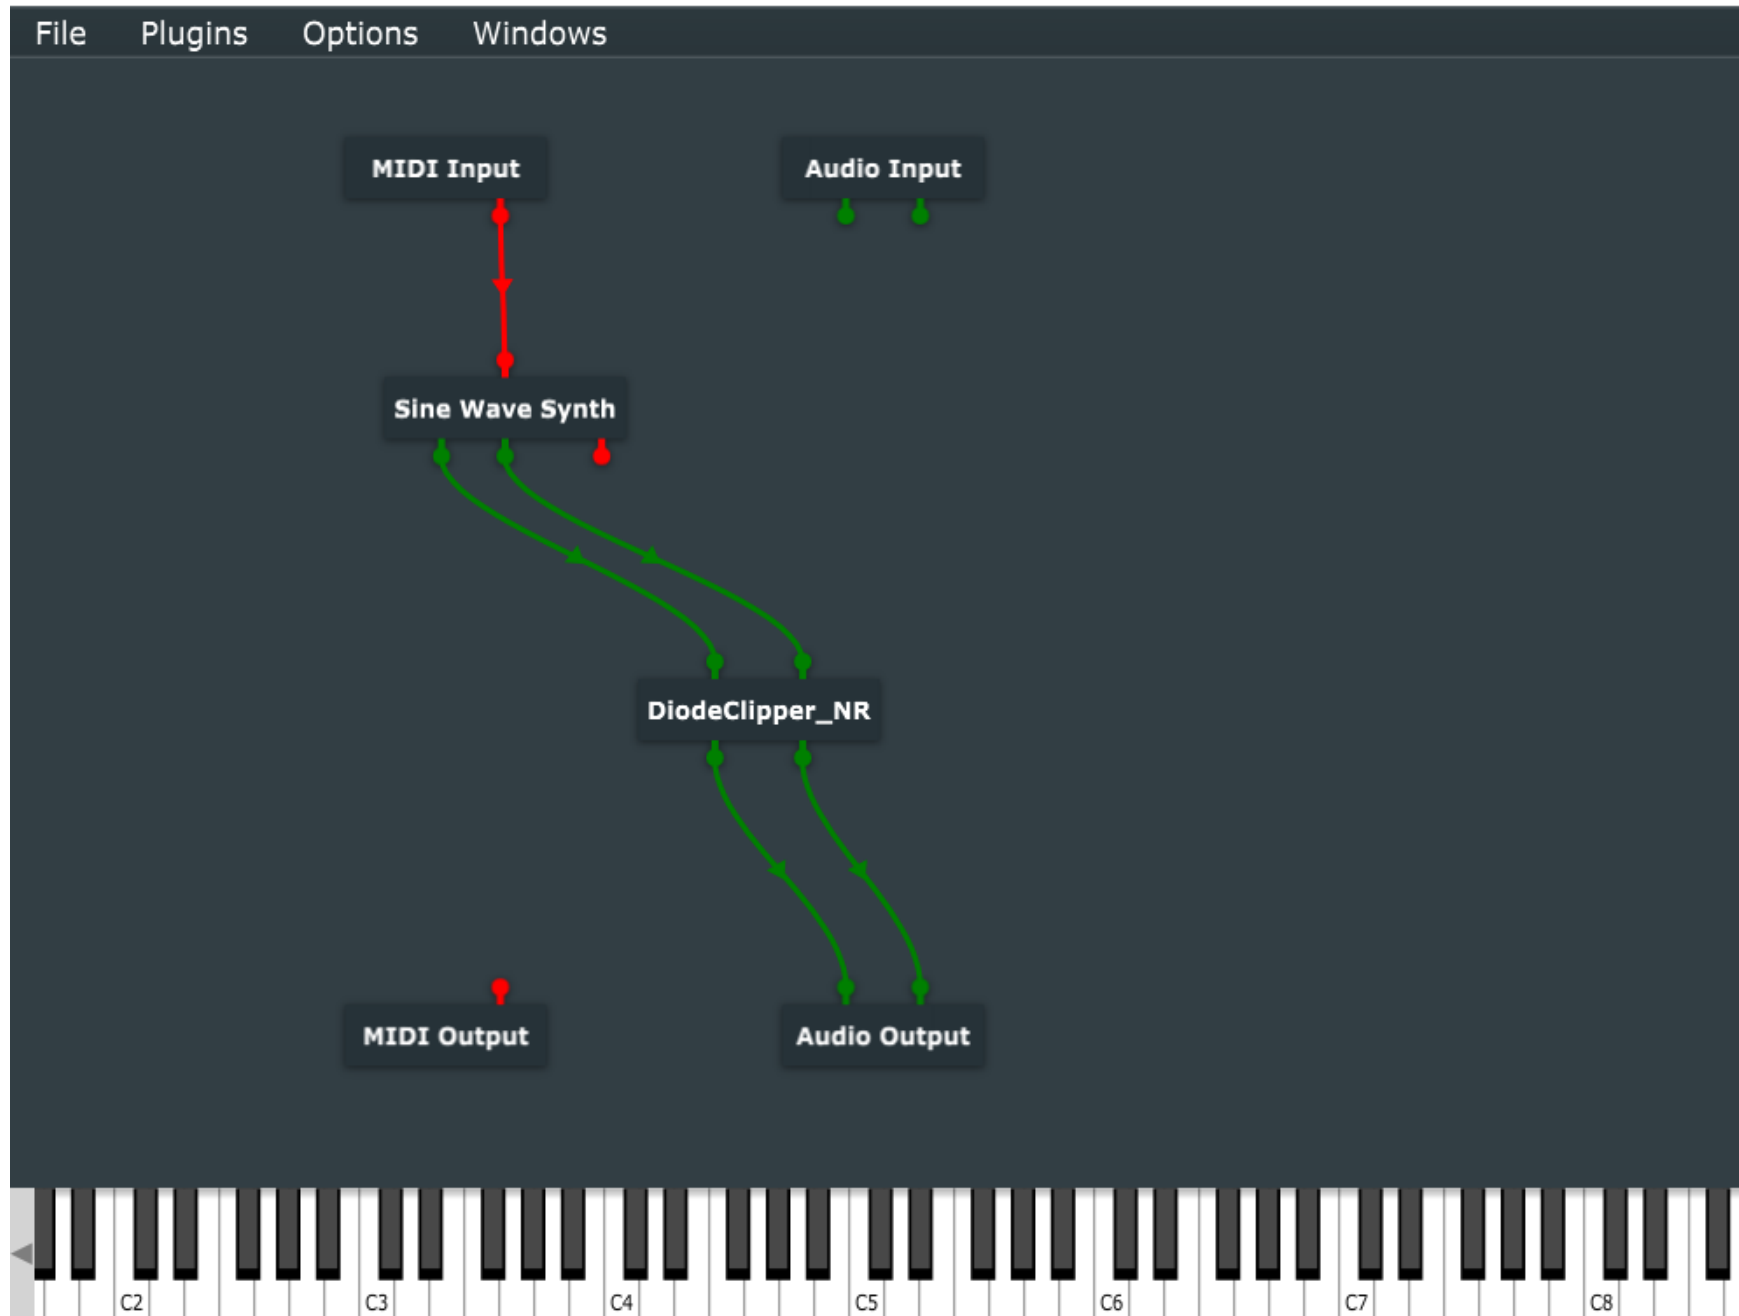 File Plugins Options Windows
MIDI Input Audio Input
Sine Wave Synth
DiodeClipper_NR
MIDI Output Audio Output
C2 C3 C4 C5 C6 C7 C8